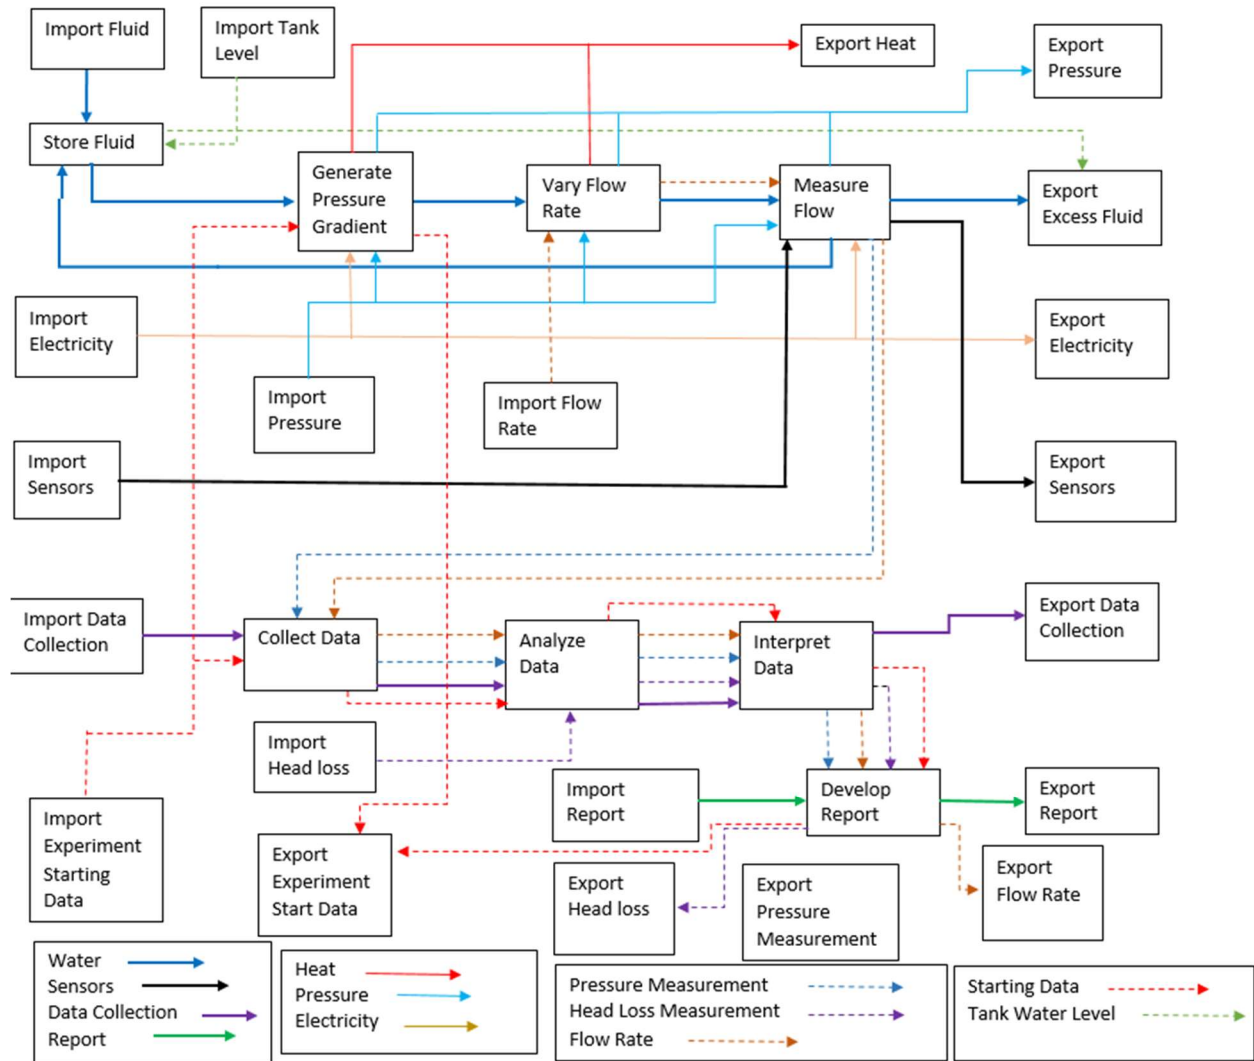 Import Fluid
Import Tank
Level
Export Heat
Export
Pressure
Store Fluid
Generate
Pressure
Gradient
Vary Flow
Rate
Measure
Flow
Export
Excess Fluid
Import
Electricity
Export
Electricity
Import
Pressure
Import Flow
Rate
Import
Sensors
Export
Sensors
Import Data
Collection
Collect Data
Analyze
Data
Interpret
Data
Export Data
Collection
Import
Head loss
Import
Report
Develop
Report
Export
Report
Import
Experiment
Starting
Data
Export
Experiment
Start Data
Export
Head loss
Export
Pressure
Measurement
Export
Flow Rate
Water
Sensors
Data Collection
Report
Heat
Pressure
Electricity
Pressure Measurement
Head Loss Measurement
Flow Rate
Starting Data
Tank Water Level